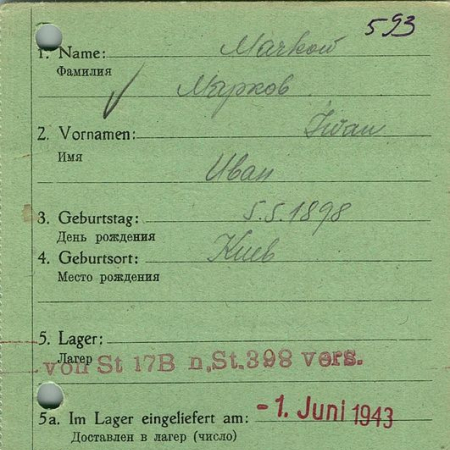 593
1. Name: Markow
Фамилия
Марков
2. Vornamen: Iwan
Имя
Иван
3. Geburtstag: 5.5.1898
День рождения
4. Geburtsort: Киев
Место рождения
5. Lager:
Лагер
von St 17B n. St. 398 vers.
5a. Im Lager eingeliefert am: -1. Juni 1943
Доставлен в лагер (число)